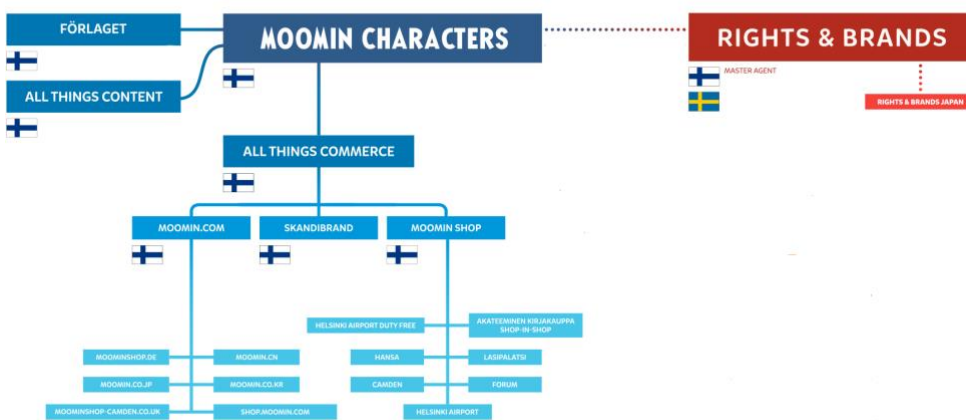 FÖRLAGET
MOOMIN CHARACTERS
RIGHTS & BRANDS
MASTER AGENT
ALL THINGS CONTENT
RIGHTS & BRANDS JAPAN
ALL THINGS COMMERCE
MOOMIN.COM
SKANDIBRAND
MOOMIN SHOP
HELSINKI AIRPORT DUTY FREE
AKATEEMINEN KIRJAKAUPPA
SHOP-IN-SHOP
MOOMINSHOP.DE
MOOMIN.CN
HANSA
LASIPALATSI
MOOMIN.CO.JP
MOOMIN.CO.KR
CAMDEN
FORUM
MOOMINSHOP-CAMDEN.CO.UK
SHOP.MOOMIN.COM
HELSINKI AIRPORT